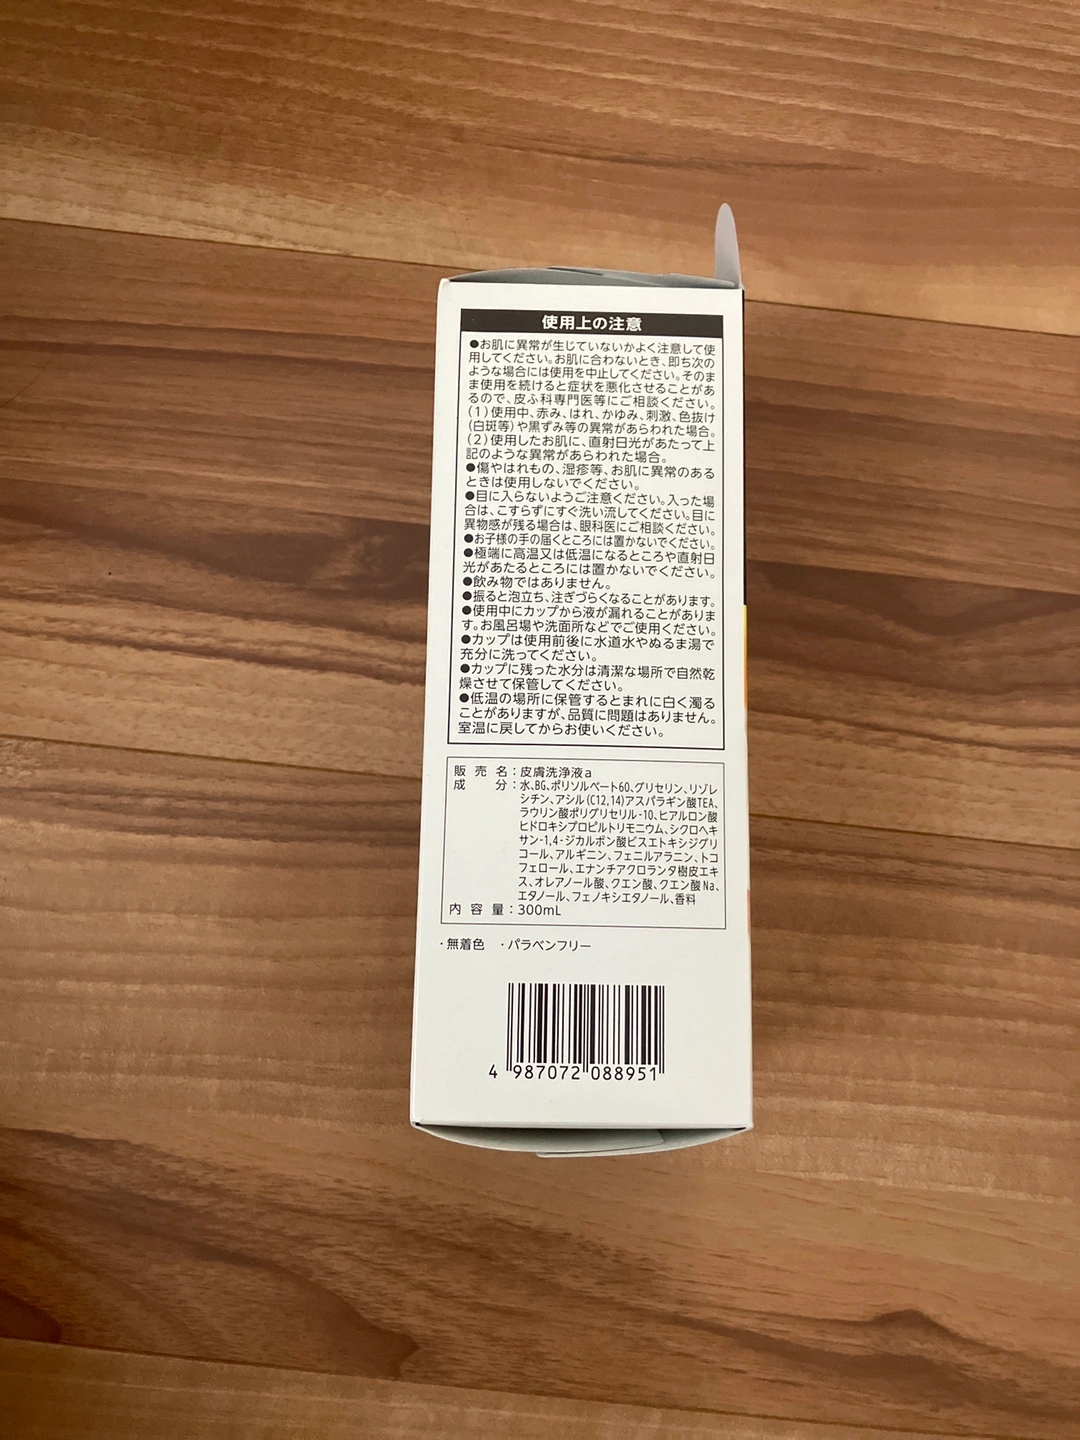 使用上の注意
●お肌に異常が生じていないかよく注意して使
用してください。お肌に合わないとき、即ち次の
ような場合には使用を中止してください。そのま
ま使用を続けると症状を悪化させることがあ
るので、皮ふ科専門医等にご相談ください。
(1)使用中、赤み、はれ、かゆみ、刺激、色抜け
(白斑等)や黒ずみ等の異常があらわれた場合。
(2)使用したお肌に、直射日光があたって上
記のような異常があらわれた場合。
●傷やはれもの、湿疹等、お肌に異常のある
ときは使用しないでください。
●目に入らないようご注意ください。入った場
合は、こすらずにすぐ洗い流してください。目に
異物感が残る場合は、眼科医にご相談ください。
●お子様の手の届くところには置かないでください。
●極端に高温又は低温になるところや直射日
光があたるところには置かないでください。
●飲み物ではありません。
●振ると泡立ち、注ぎづらくなることがあります。
●使用中にカップから液が漏れることがありま
す。お風呂場や洗面所などでご使用ください。
●カップは使用前後に水道水やぬるま湯で
充分に洗ってください。
●カップに残った水分は清潔な場所で自然乾
燥させて保管してください。
●低温の場所に保管するとまれに白く濁る
ことがありますが、品質に問題はありません。
室温に戻してからお使いください。
販売名:皮膚洗浄液a
成分:水、BG、ポリソルベート60、グリセリン、リゾレ
シチン、アシル(C12,14)アスパラギン酸TEA、
ラウリン酸ポリグリセリル-10、ヒアルロン酸
ヒドロキシプロピルトリモニウム、シクロヘキ
サン-1,4-ジカルボン酸ビスエトキシジグリ
コール、アルギニン、フェニルアラニン、トコ
フェロール、エナンチアクロランタ樹皮エキ
ス、オレアノール酸、クエン酸、クエン酸Na、
エタノール、フェノキシエタノール、香料
内容量:300mL
・無着色 ・パラベンフリー
4 987072 088951